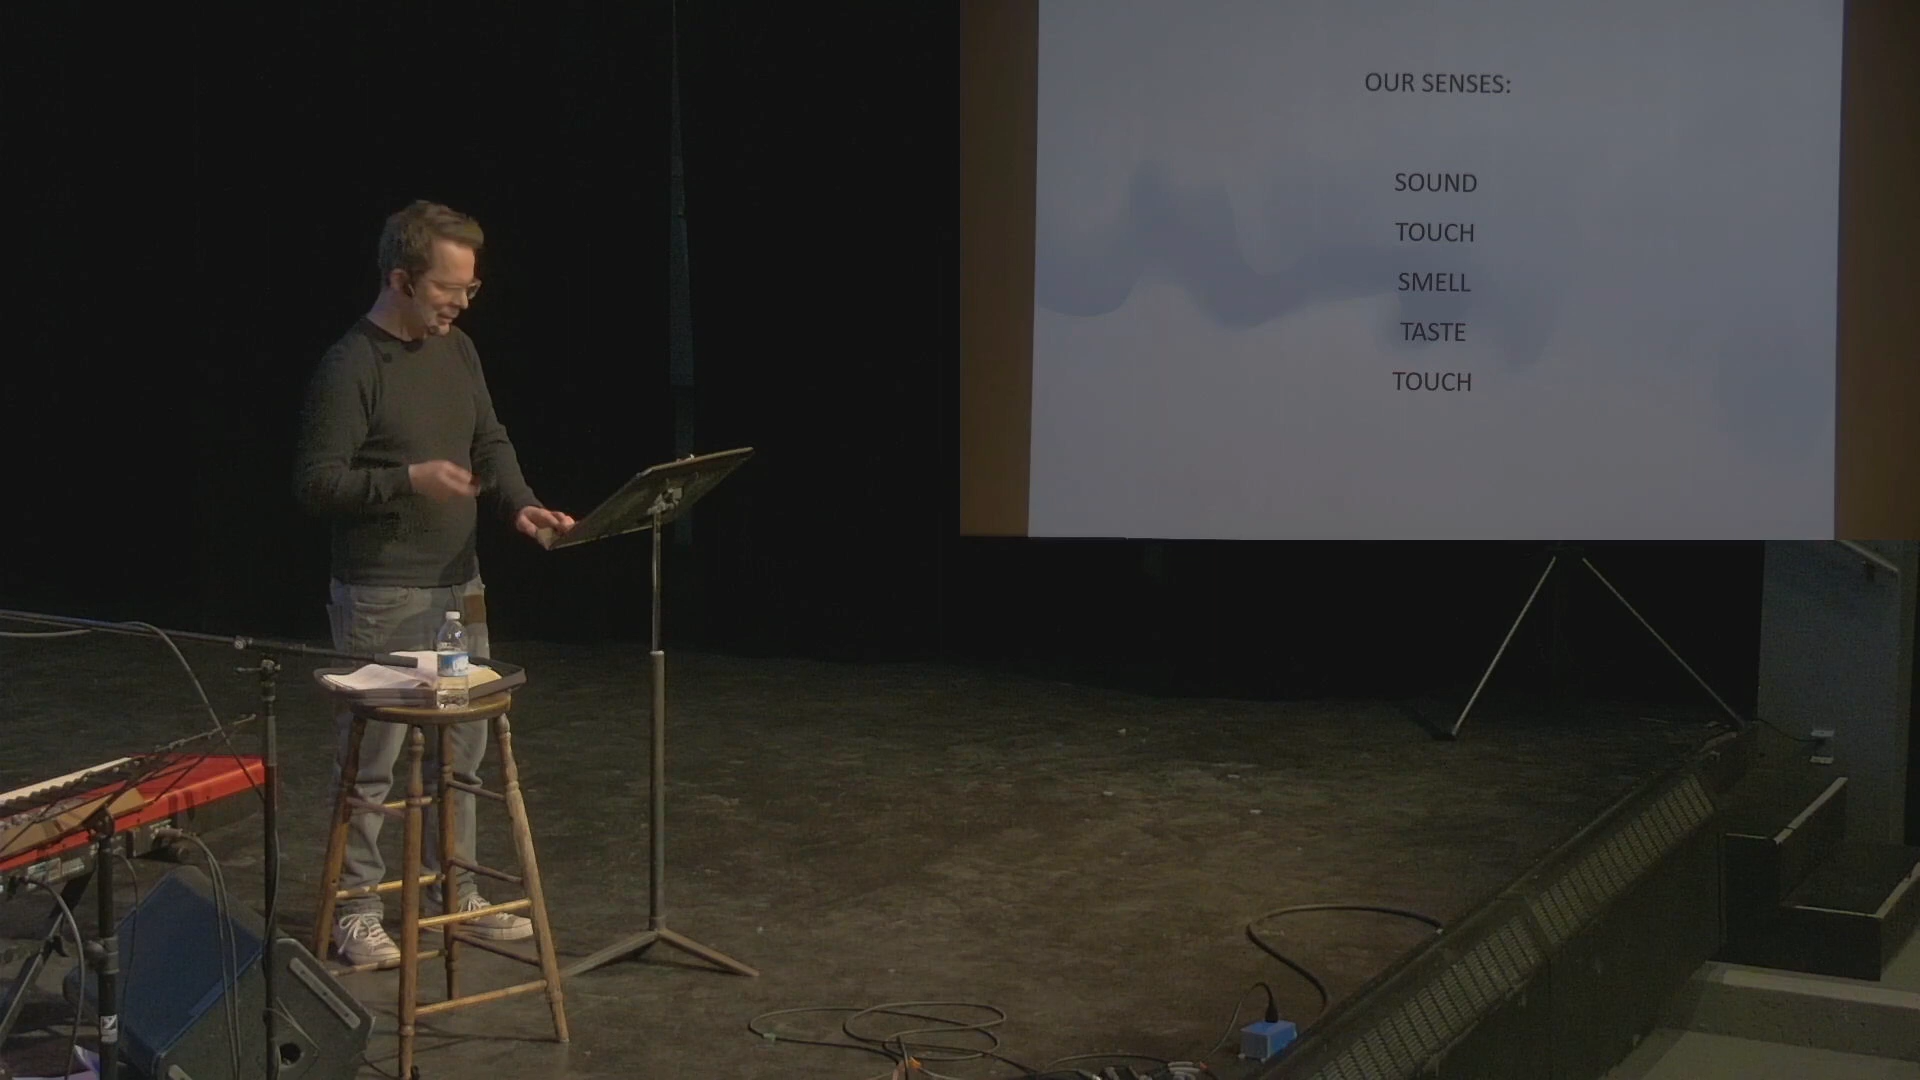 OUR SENSES:
SOUND
TOUCH
SMELL
TASTE
TOUCH